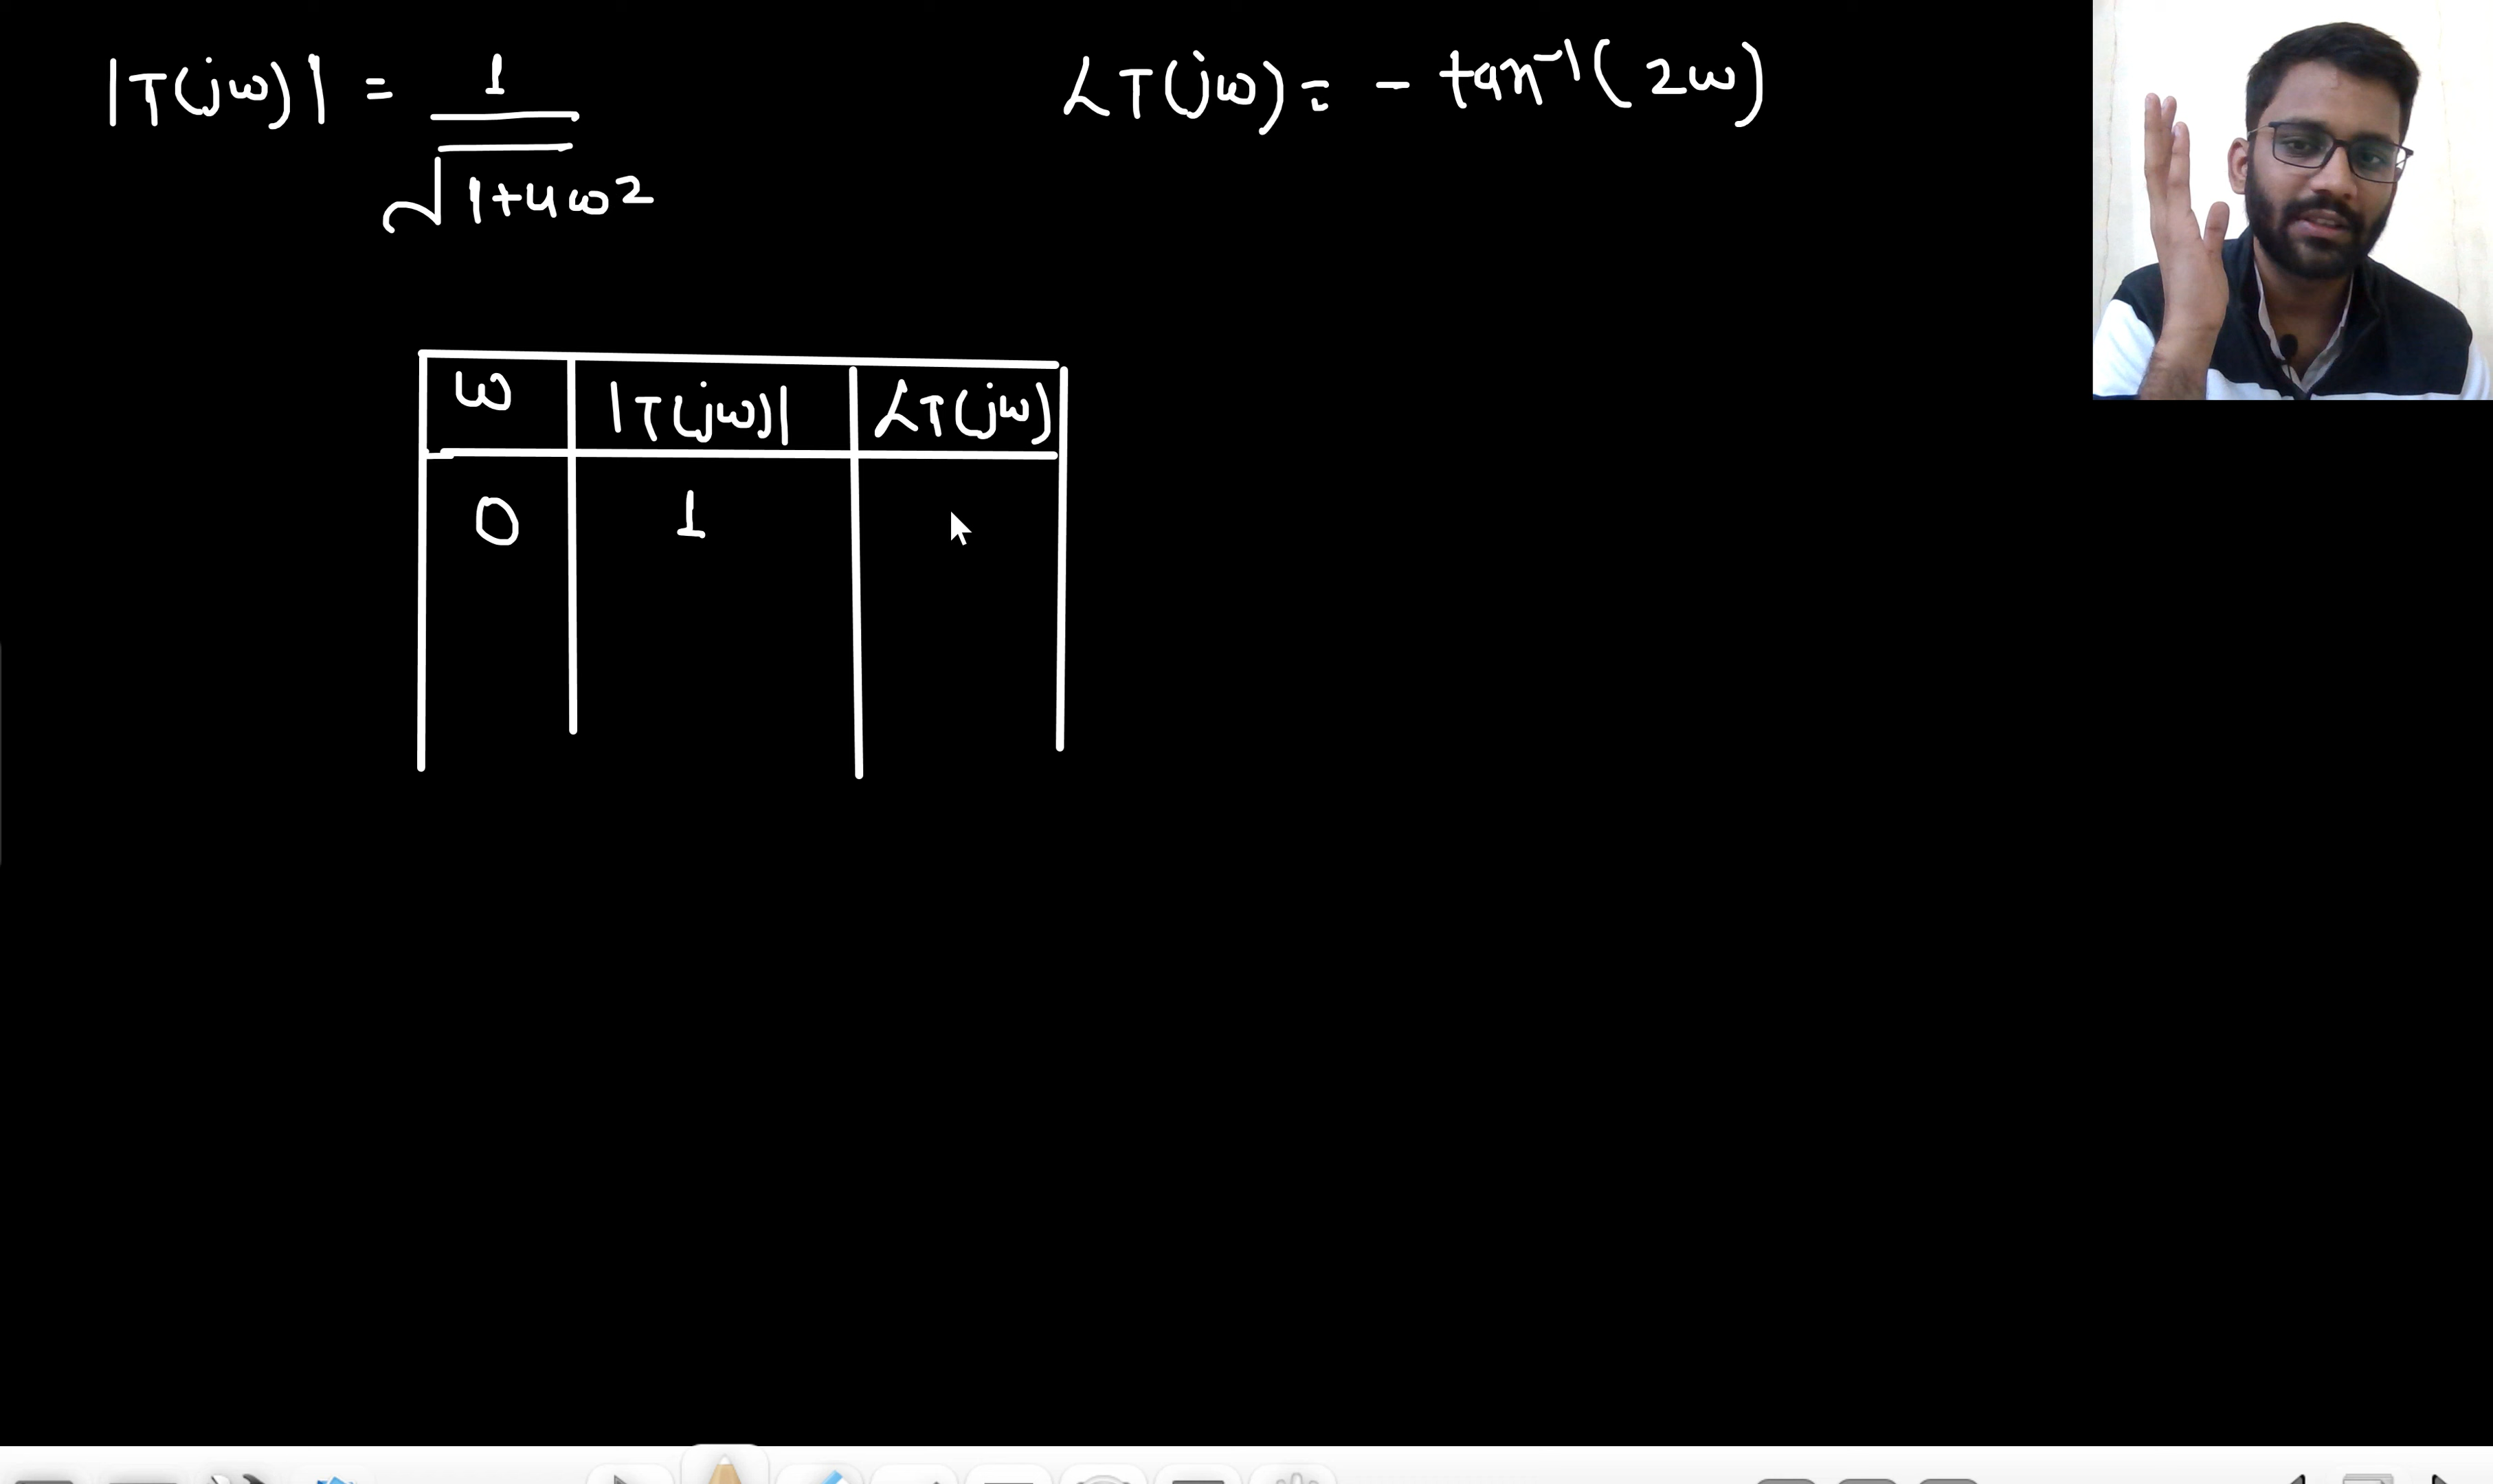 |T(jω)| = 1/√(1+4ω²)
∠T(jω) = - tan⁻¹(2ω)
ω |T(jω)| ∠T(jω)
0 1